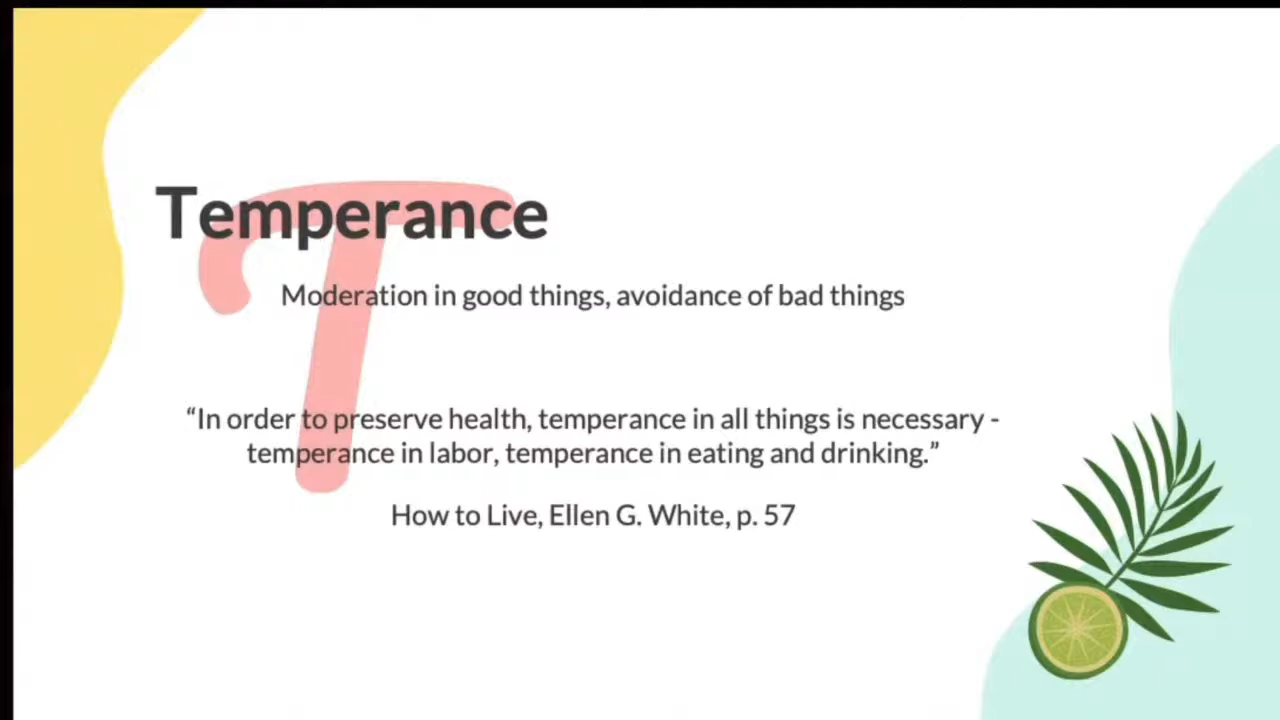 Temperance
Moderation in good things, avoidance of bad things
“In order to preserve health, temperance in all things is necessary -
temperance in labor, temperance in eating and drinking.”
How to Live, Ellen G. White, p. 57
T